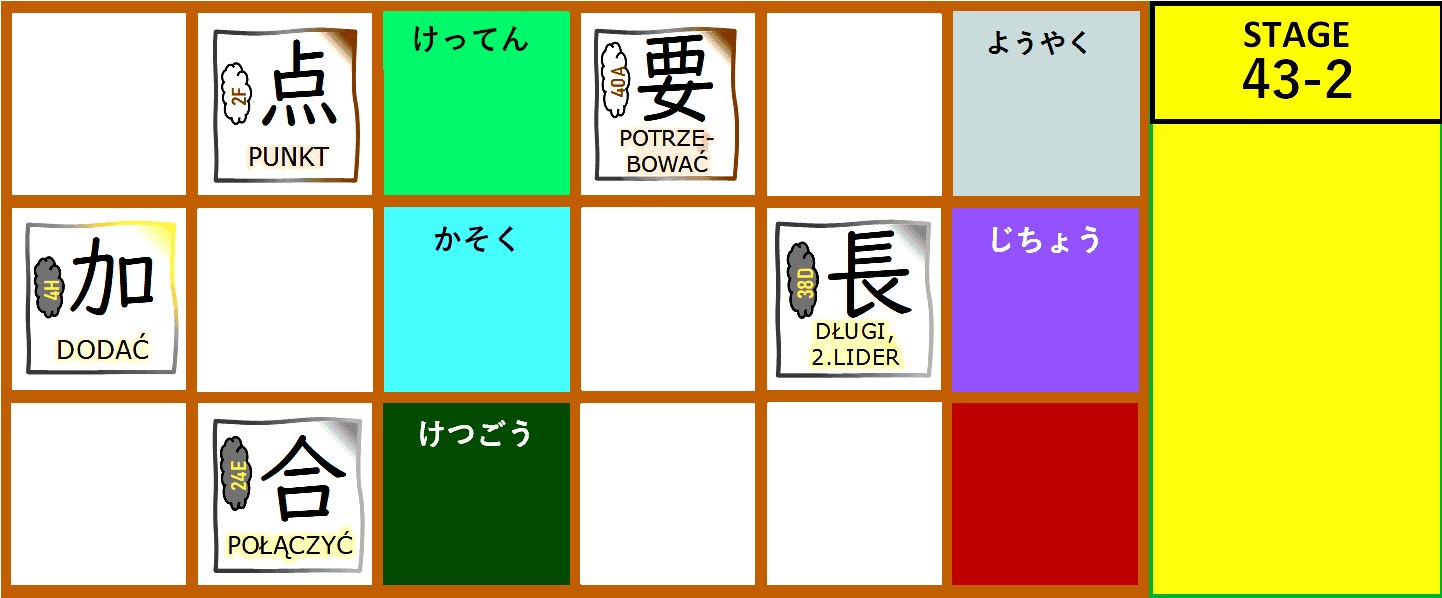 2F
点
PUNKT
けってん
40A
要
POTRZE-
BOWAĆ
ようやく
STAGE
43-2
4H
加
DODAĆ
かそく
38D
長
DŁUGI,
2.LIDER
じちょう
24E
合
POŁĄCZYĆ
けつごう